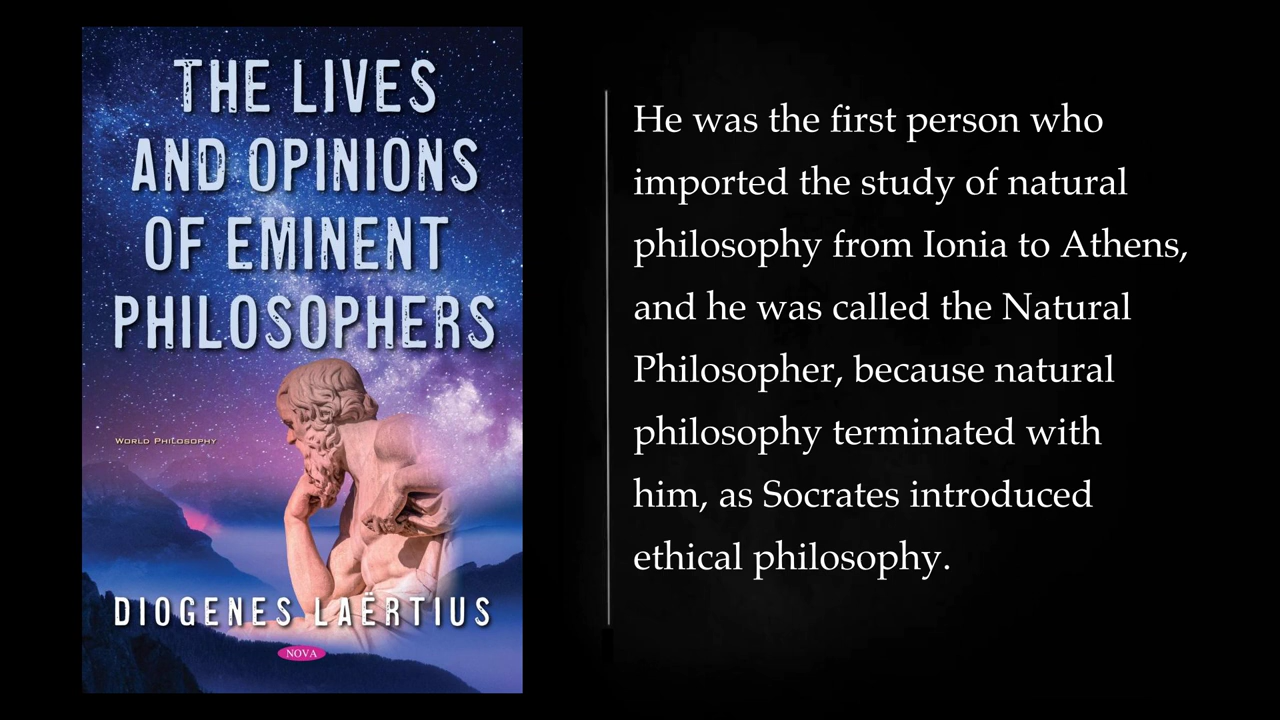 THE LIVES
AND OPINIONS
OF EMINENT
PHILOSOPHERS
WORLD PHILOSOPHY
DIOGENES LAËRTIUS
NOVA
He was the first person who
imported the study of natural
philosophy from Ionia to Athens,
and he was called the Natural
Philosopher, because natural
philosophy terminated with
him, as Socrates introduced
ethical philosophy.